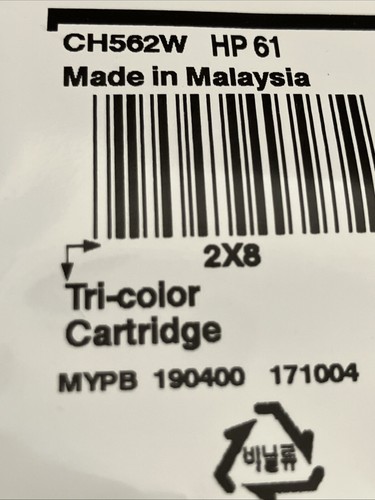 CH562W HP 61
Made in Malaysia
2X8
Tri-color
Cartridge
MYPB 190400 171004
비닐류